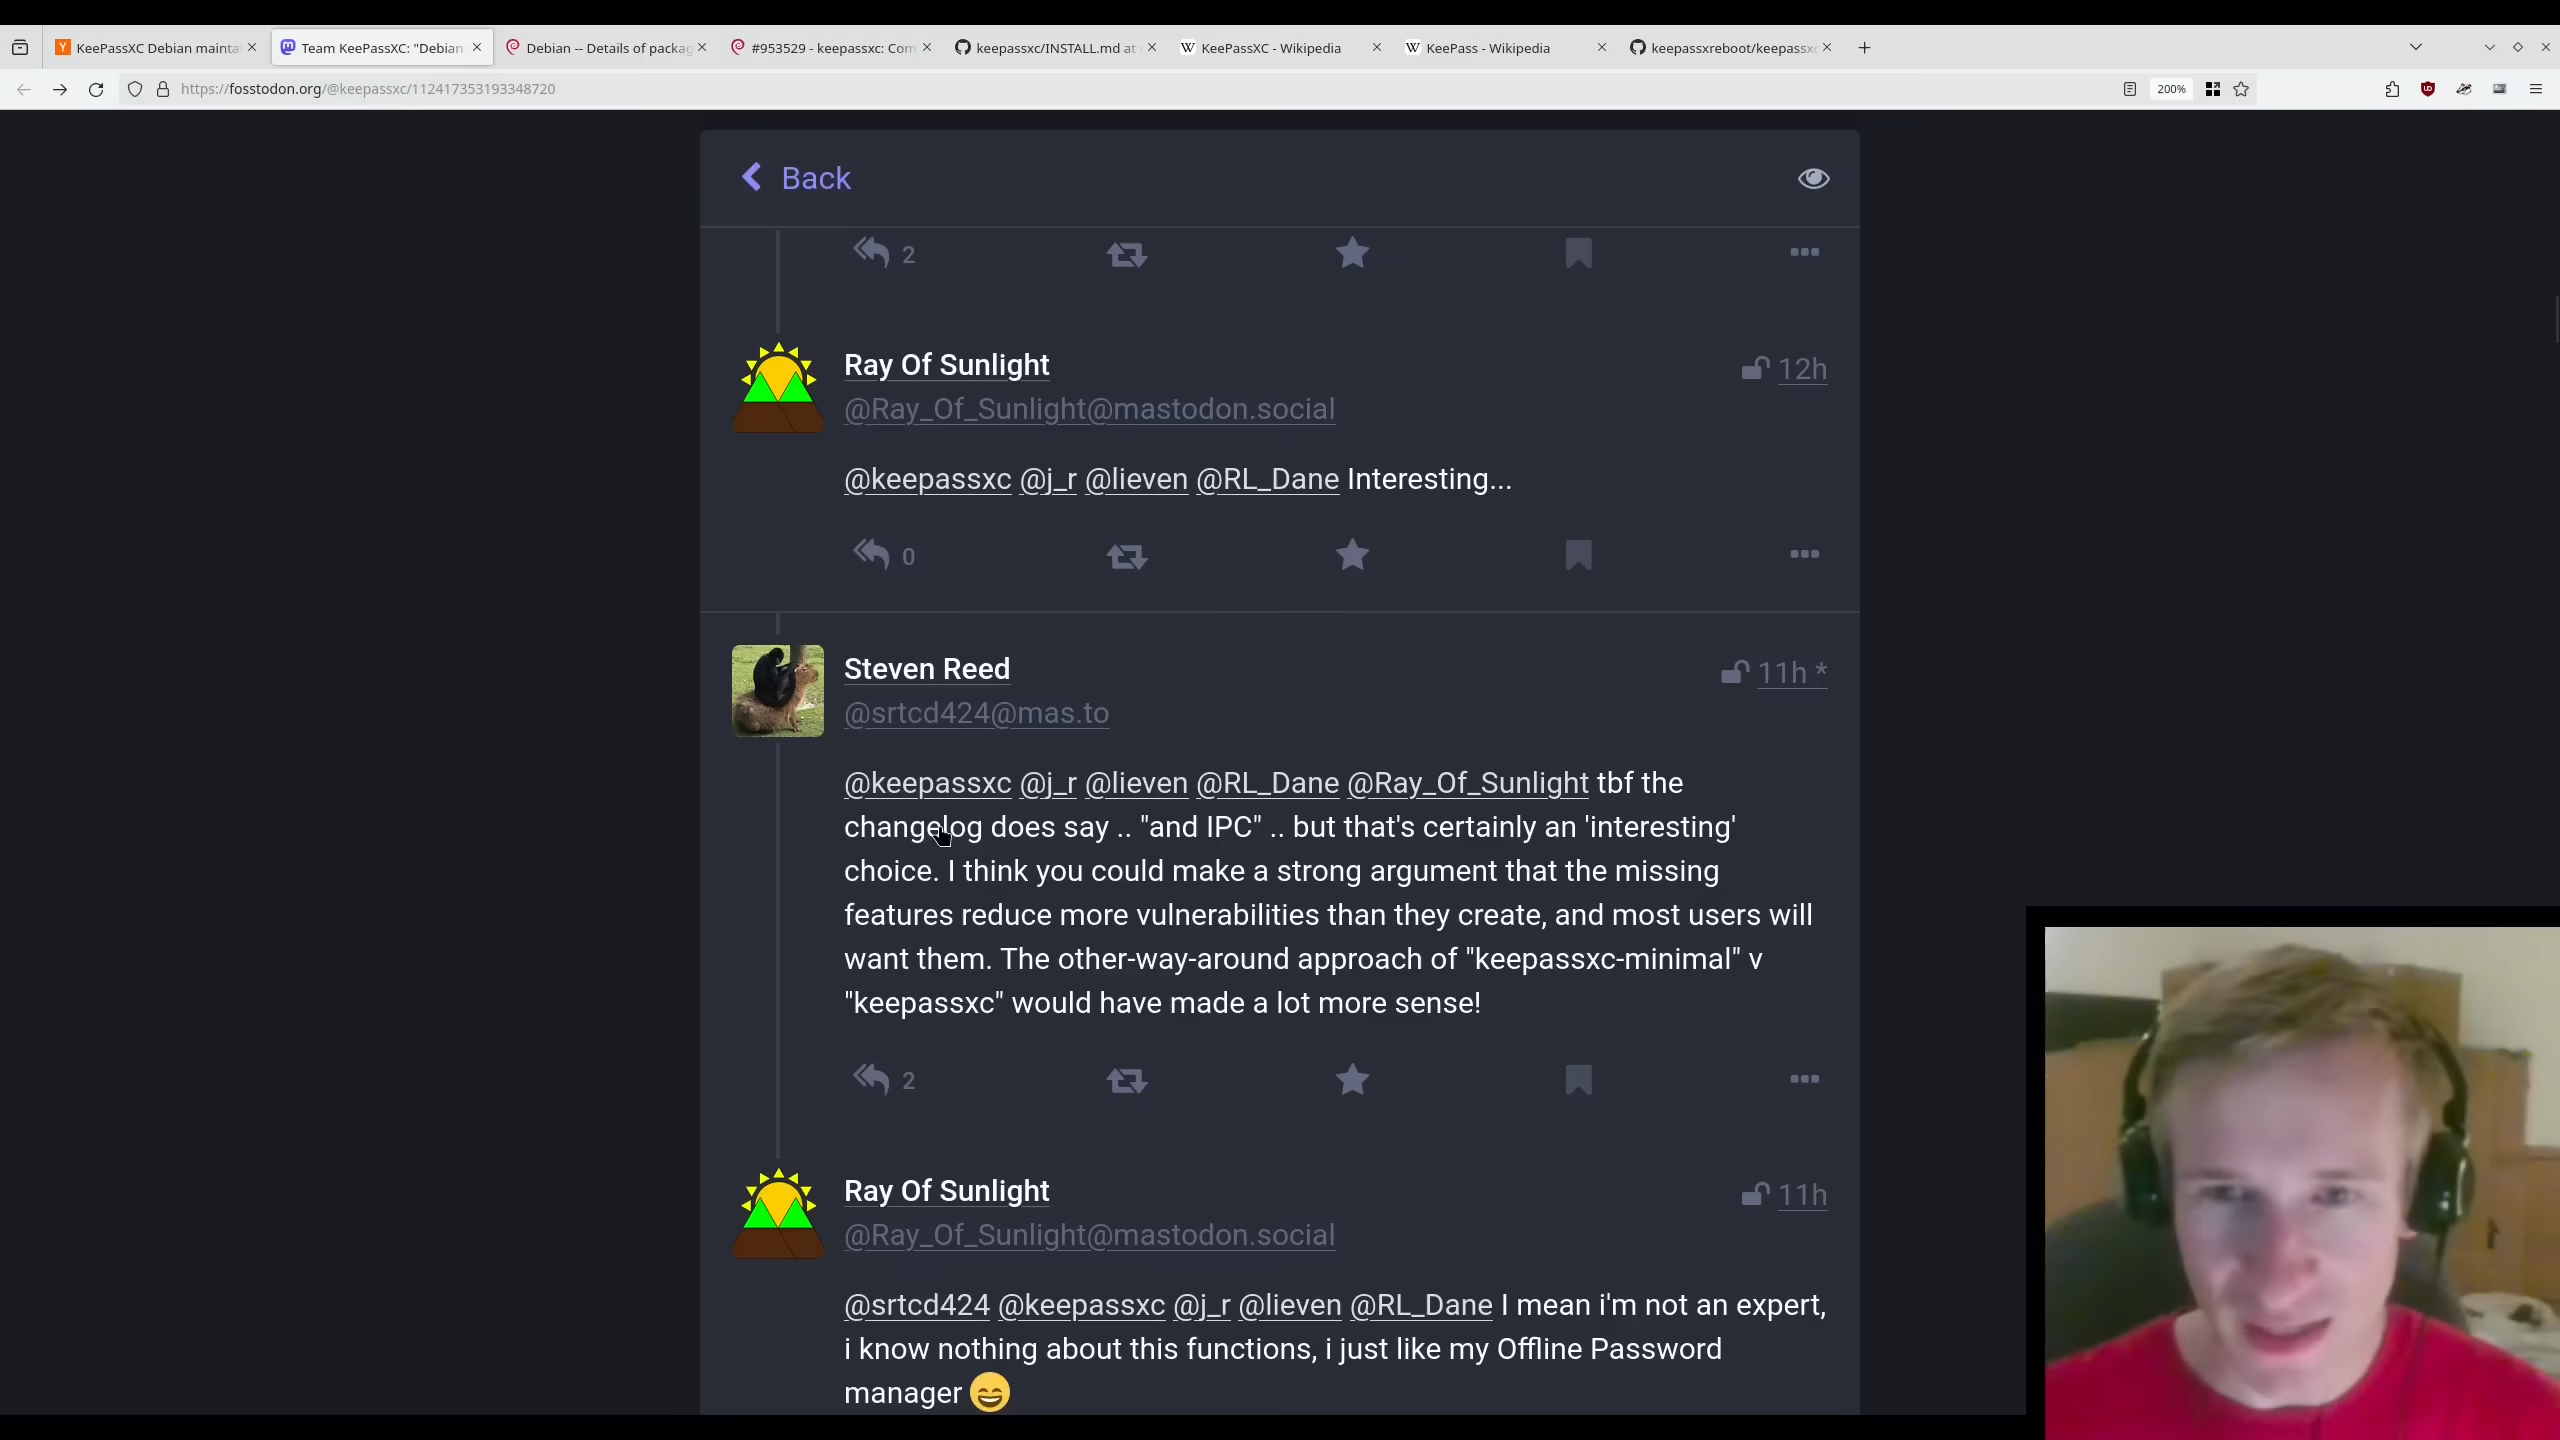 KeePassXC Debian mainta
Team KeePassXC: "Debian
Debian -- Details of packag
#953529 - keepassxc: Com
keepassxc/INSTALL.md at
KeePassXC - Wikipedia
KeePass - Wikipedia
keepassxreboot/keepassxc
https://fosstodon.org/@keepassxc/112417353193348720
200%
Back
2
Ray Of Sunlight
12h
@Ray_Of_Sunlight@mastodon.social
@keepassxc @j_r @lieven @RL_Dane Interesting...
0
Steven Reed
11h *
@srtcd424@mas.to
@keepassxc @j_r @lieven @RL_Dane @Ray_Of_Sunlight tbf the
changelog does say .. "and IPC" .. but that's certainly an 'interesting'
choice. I think you could make a strong argument that the missing
features reduce more vulnerabilities than they create, and most users will
want them. The other-way-around approach of "keepassxc-minimal" v
"keepassxc" would have made a lot more sense!
2
Ray Of Sunlight
11h
@Ray_Of_Sunlight@mastodon.social
@srtcd424 @keepassxc @j_r @lieven @RL_Dane I mean i'm not an expert,
i know nothing about this functions, i just like my Offline Password
manager 😄